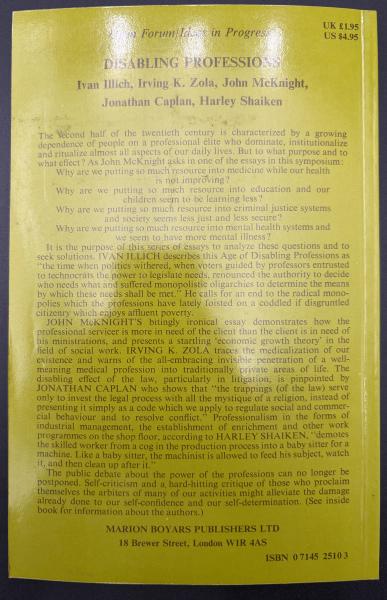 UK £1.95
US $4.95
Forum/Ideas in Progress
DISABLING PROFESSIONS
Ivan Illich, Irving K. Zola, John McKnight,
Jonathan Caplan, Harley Shaiken
The second half of the twentieth century is characterized by a growing
dependence of people on a professional élite who dominate, institutionalize
and ritualize almost all aspects of our daily lives. But to what purpose and to
what effect? As John McKnight asks in one of the essays in this symposium:
Why are we putting so much resource into medicine while our health
is not improving?
Why are we putting so much resource into education and our
children seem to be learning less?
Why are we putting so much resource into criminal justice systems
and society seems less just and less secure?
Why are we putting so much resource into mental health systems and
we seem to have more mental illness?
It is the purpose of this series of essays to analyze these questions and to
seek solutions. IVAN ILLICH describes this Age of Disabling Professions as
"the time when politics withered, when voters guided by professors entrusted
to technocrats the power to legislate needs, renounced the authority to decide
who needs what and suffered monopolistic oligarchies to determine the means
by which these needs shall be met." He calls for an end to the radical mono-
polies which the professions have lately foisted on a coddled if disgruntled
citizenry which enjoys affluent poverty.
JOHN McKNIGHT'S bitingly ironical essay demonstrates how the
professional servicer is more in need of the client than the client is in need of
his ministrations, and presents a startling 'economic growth theory' in the
field of social work. IRVING K. ZOLA traces the medicalization of our
existence and warns of the all-embracing invisible penetration of a well-
meaning medical profession into traditionally private areas of life. The
disabling effect of the law, particularly in litigation, is pinpointed by
JONATHAN CAPLAN who shows that "the trappings (of the law) serve
only to invest the legal process with all the mystique of a religion, instead of
presenting it simply as a code which we apply to regulate social and commer-
cial behaviour and to resolve conflict." Professionalism in the forms of
industrial management, the establishment of enrichment and other work
programmes on the shop floor, according to HARLEY SHAIKEN, "demotes
the skilled worker from a cog in the production process into a baby sitter for a
machine. Like a baby sitter, the machinist is allowed to feed his subject, watch
it, and then clean up after it."
The public debate about the power of the professions can no longer be
postponed. Self-criticism and a hard-hitting critique of those who proclaim
themselves the arbiters of many of our activities might alleviate the damage
already done to our self-confidence and our self-determination. (See inside
book for information about the authors.)
MARION BOYARS PUBLISHERS LTD
18 Brewer Street, London W1R 4AS
ISBN 0 7145 2510 3